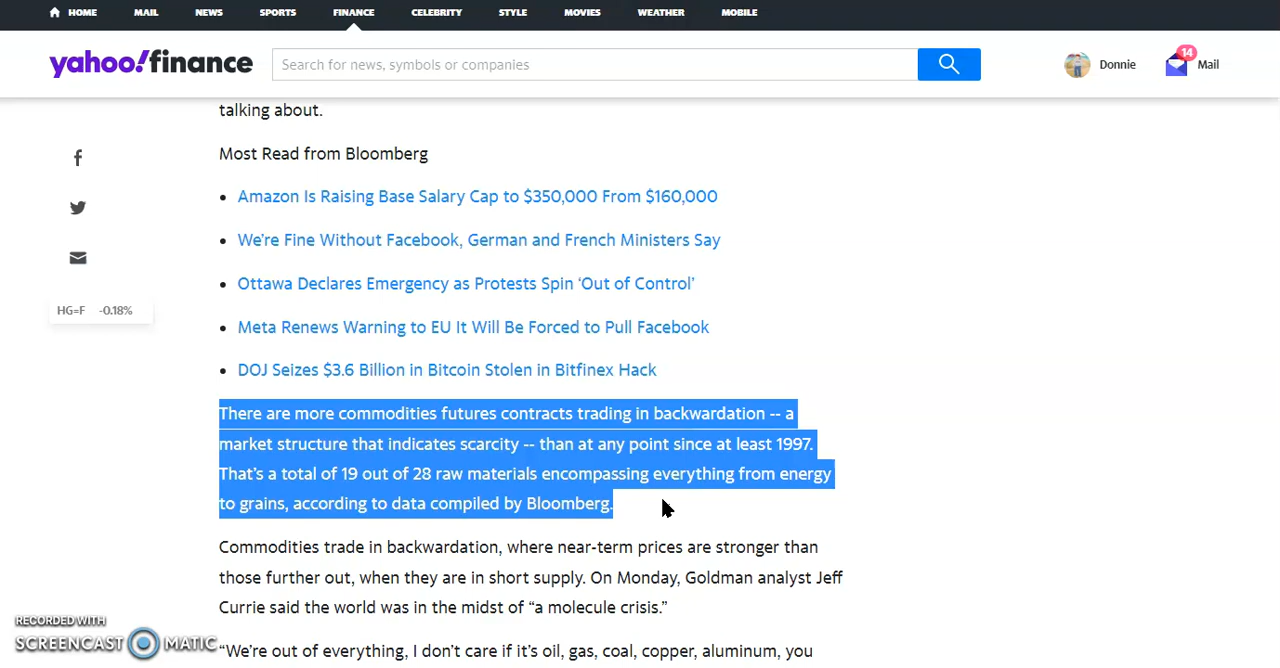 HOME MAIL NEWS SPORTS FINANCE CELEBRITY STYLE MOVIES WEATHER MOBILE
yahoo!finance Search for news, symbols or companies Donnie 14 Mail
talking about.
Most Read from Bloomberg
• Amazon Is Raising Base Salary Cap to $350,000 From $160,000
• We're Fine Without Facebook, German and French Ministers Say
• Ottawa Declares Emergency as Protests Spin ‘Out of Control’
HG=F -0.18%
• Meta Renews Warning to EU It Will Be Forced to Pull Facebook
• DOJ Seizes $3.6 Billion in Bitcoin Stolen in Bitfinex Hack
There are more commodities futures contracts trading in backwardation -- a
market structure that indicates scarcity -- than at any point since at least 1997.
That's a total of 19 out of 28 raw materials encompassing everything from energy
to grains, according to data compiled by Bloomberg.
Commodities trade in backwardation, where near-term prices are stronger than
those further out, when they are in short supply. On Monday, Goldman analyst Jeff
Currie said the world was in the midst of “a molecule crisis.”
“We're out of everything, I don't care if it's oil, gas, coal, copper, aluminum, you
RECORDED WITH
SCREENCAST MATIC